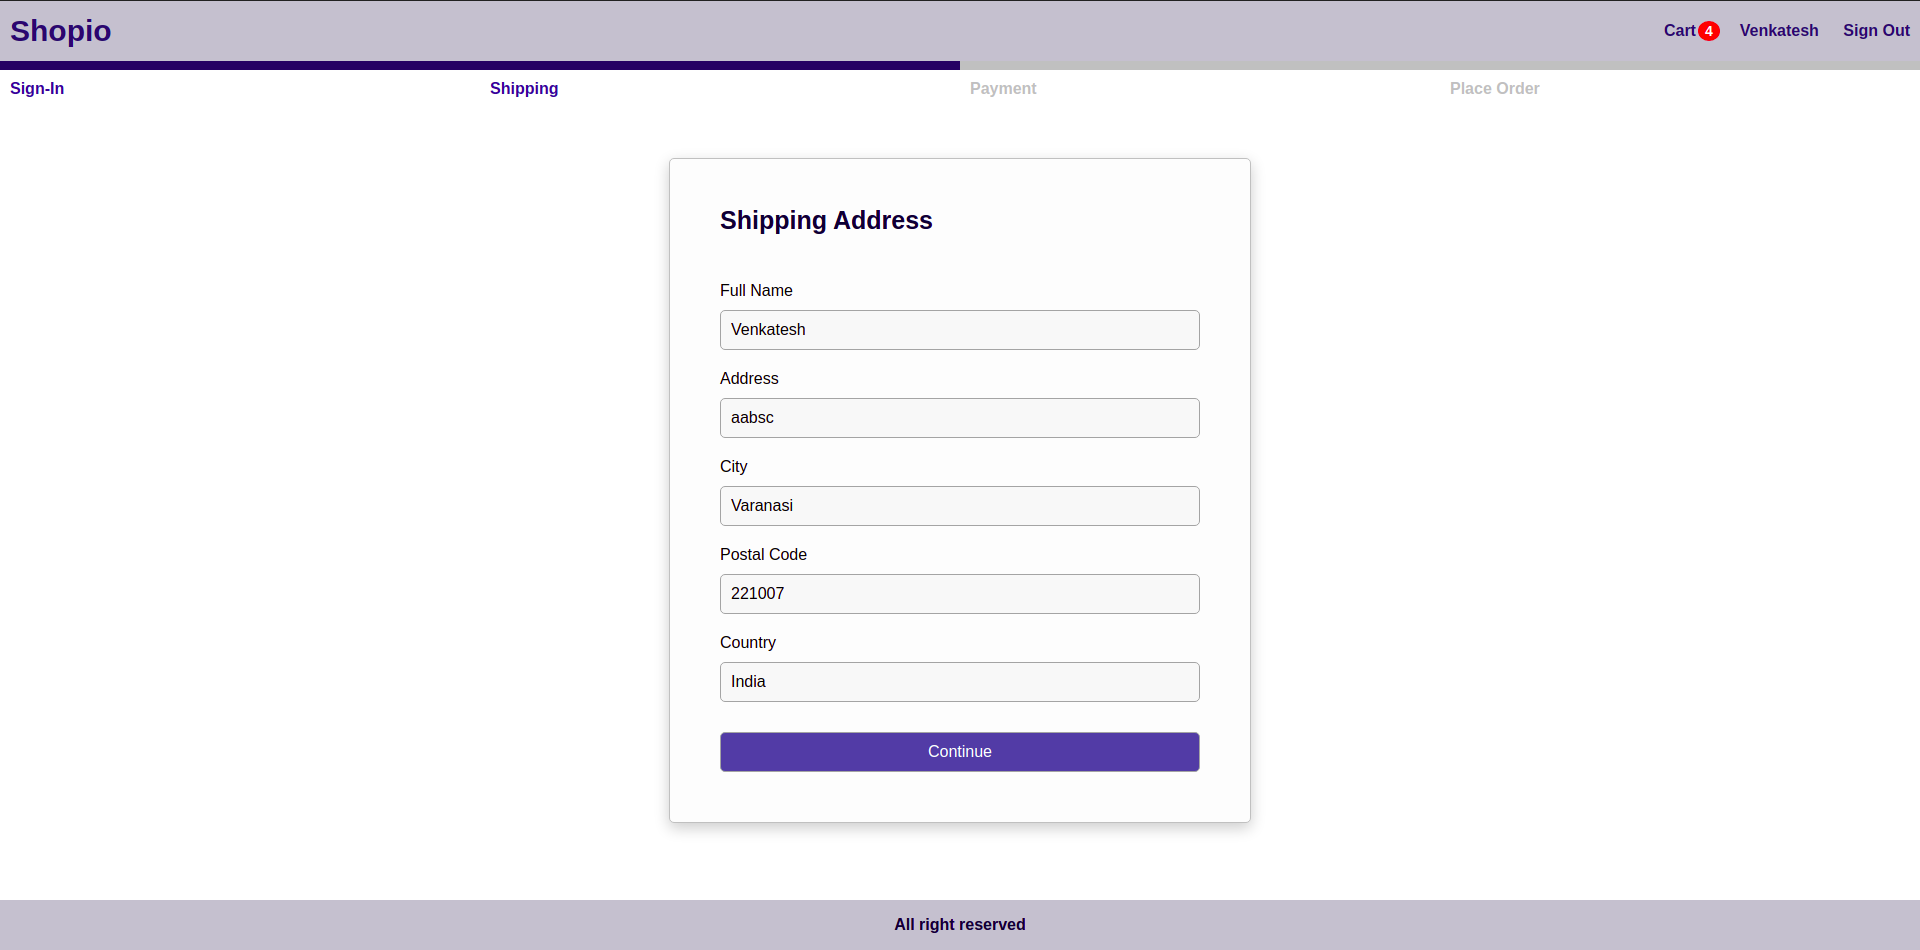 Shopio Cart 4 Venkatesh Sign Out
Sign-In Shipping Payment Place Order
Shipping Address
Full Name
Venkatesh
Address
aabsc
City
Varanasi
Postal Code
221007
Country
India
Continue
All right reserved